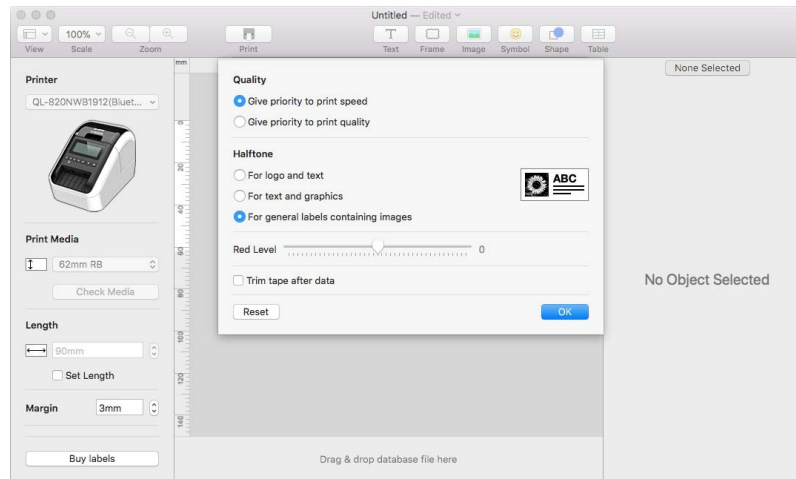 Untitled — Edited
100%
View
Scale
Zoom
Print
Text
Frame
Image
Symbol
Shape
Table
Printer
QL-820NWB1912(Bluet...
Print Media
62mm RB
Check Media
Length
90mm
Set Length
Margin
3mm
Buy labels
mm
0
20
40
60
80
100
120
140
Quality
Give priority to print speed
Give priority to print quality
Halftone
For logo and text
For text and graphics
For general labels containing images
ABC
Red Level
0
Trim tape after data
Reset
OK
Drag & drop database file here
None Selected
No Object Selected